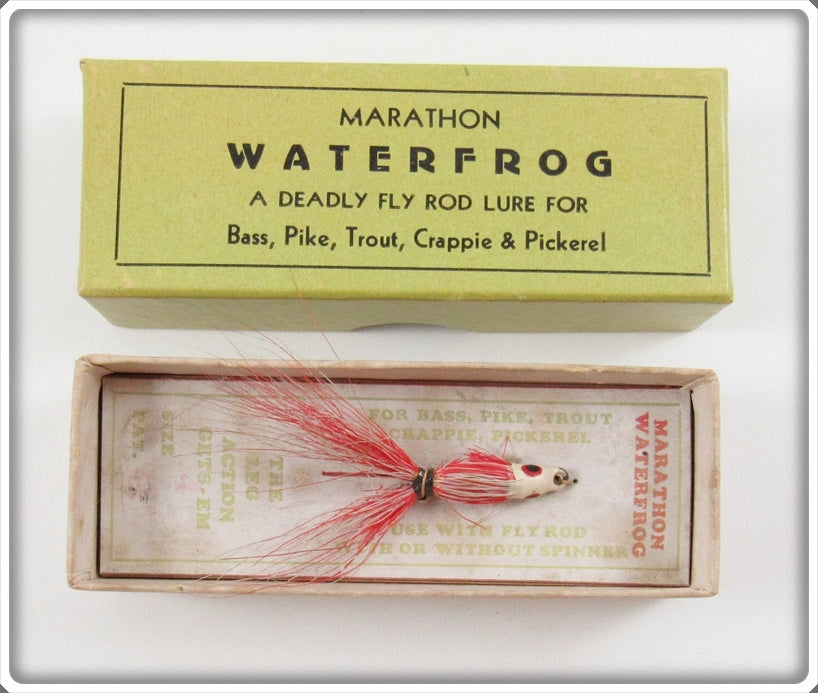 MARATHON
WATERFROG
A DEADLY FLY ROD LURE FOR
Bass, Pike, Trout, Crappie & Pickerel
FOR BASS, PIKE, TROUT
CRAPPIE, PICKEREL
MARATHON
WATERFROG
THE
LEG
ACTION
GETS-EM
SIZE
PAT.
USE WITH FLY ROD
WITH OR WITHOUT SPINNER